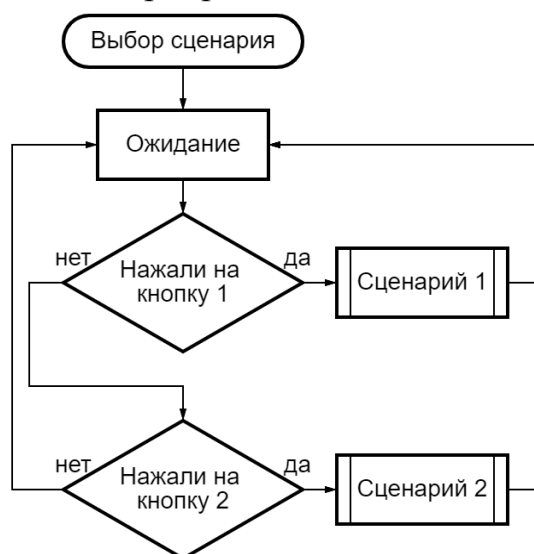 Выбор сценария
Ожидание
нет
Нажали на
кнопку 1
да
Сценарий 1
нет
Нажали на
кнопку 2
да
Сценарий 2